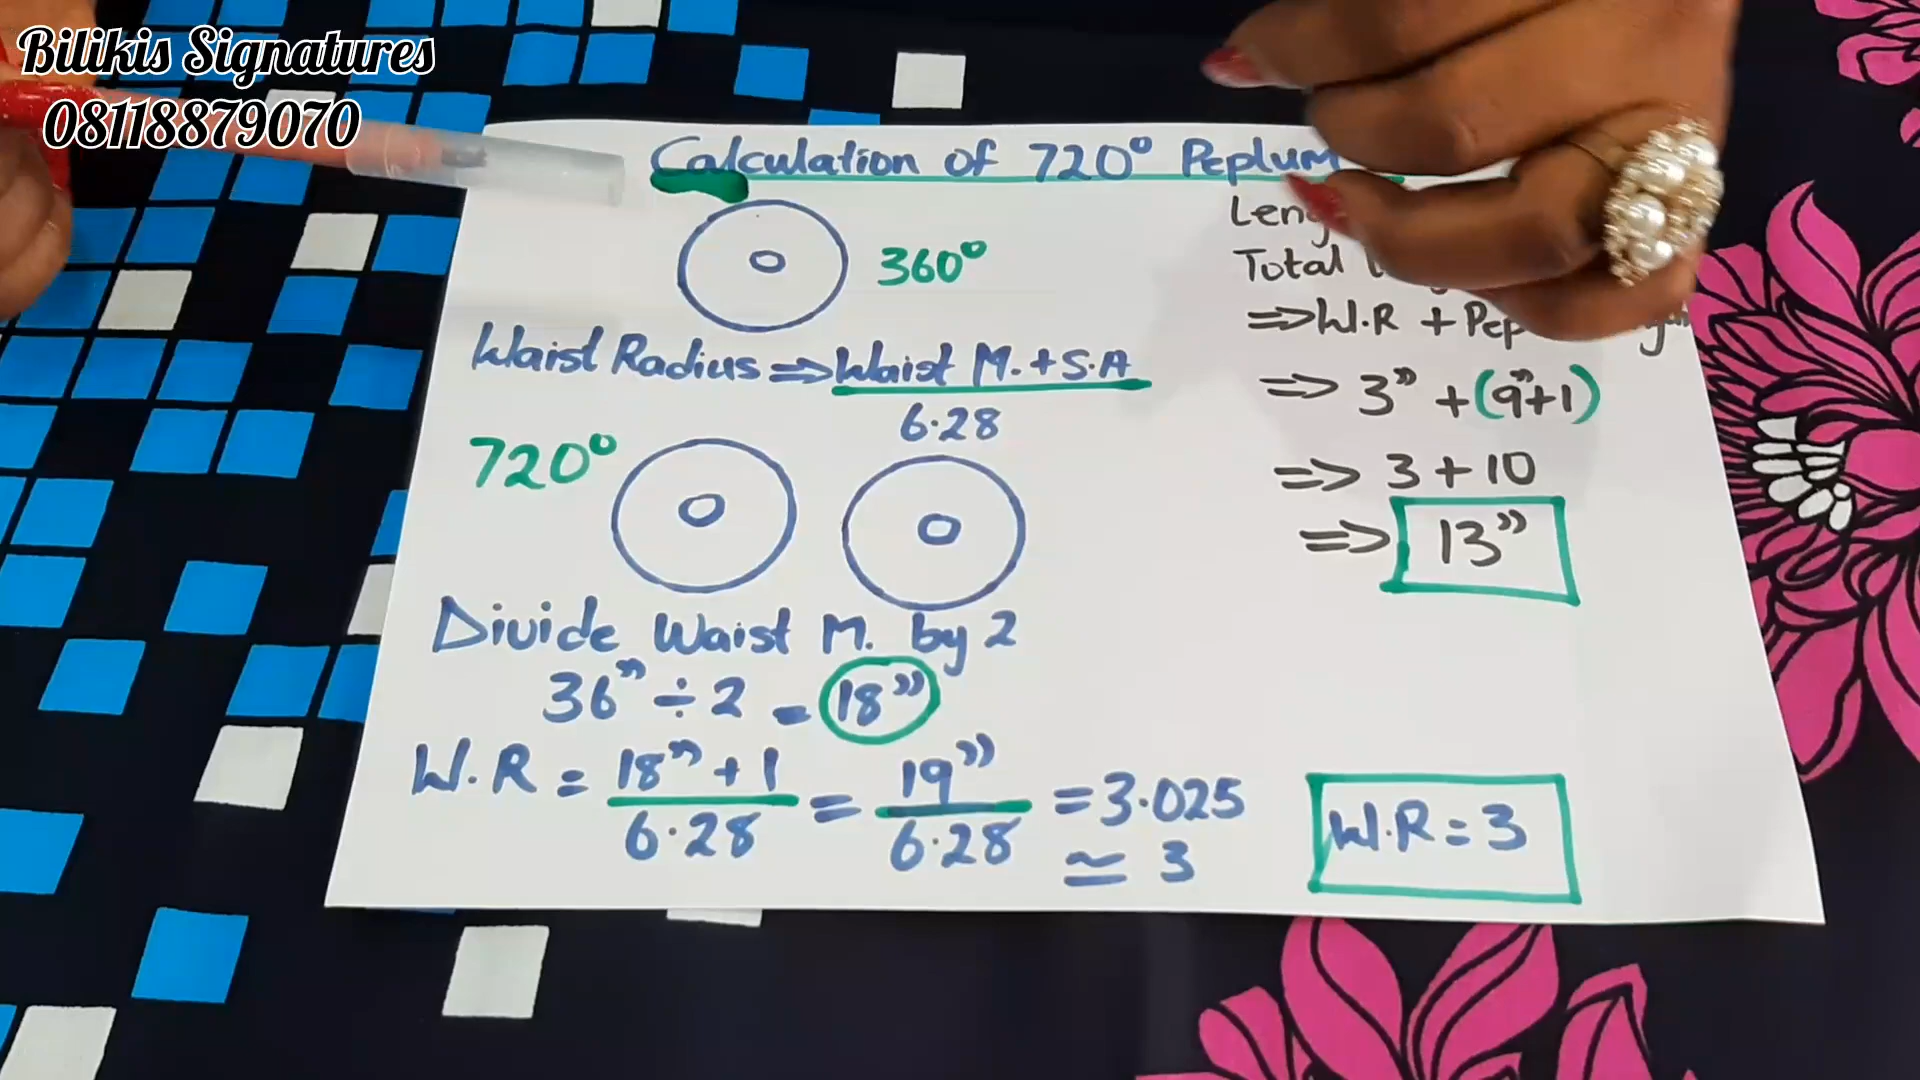 Bilikis Signatures
08118879070
Calculation of 720° Peplum
360°
Waist Radius => Waist M. + S.A
6.28
720°
Divide Waist M. by 2
36" ÷ 2 = 18"
W.R = 18" + 1 = 19" = 3.025
6.28 6.28 ≃ 3
Total
=> W.R +
=> 3" + (9" + 1)
=> 3 + 10
=> 13"
W.R = 3